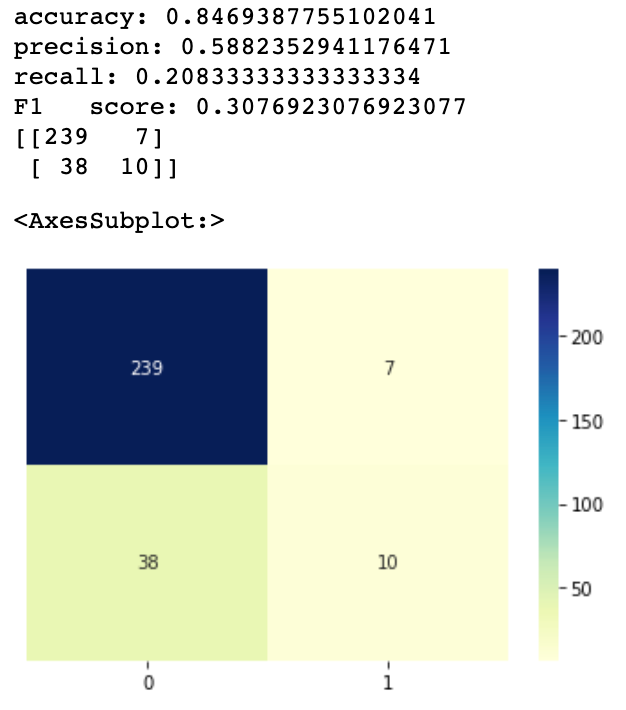 accuracy: 0.8469387755102041
precision: 0.5882352941176471
recall: 0.20833333333333334
F1   score: 0.3076923076923077
[[239   7]
 [ 38  10]]
<AxesSubplot:>
239 7
38 10
0 1
200
150
100
50